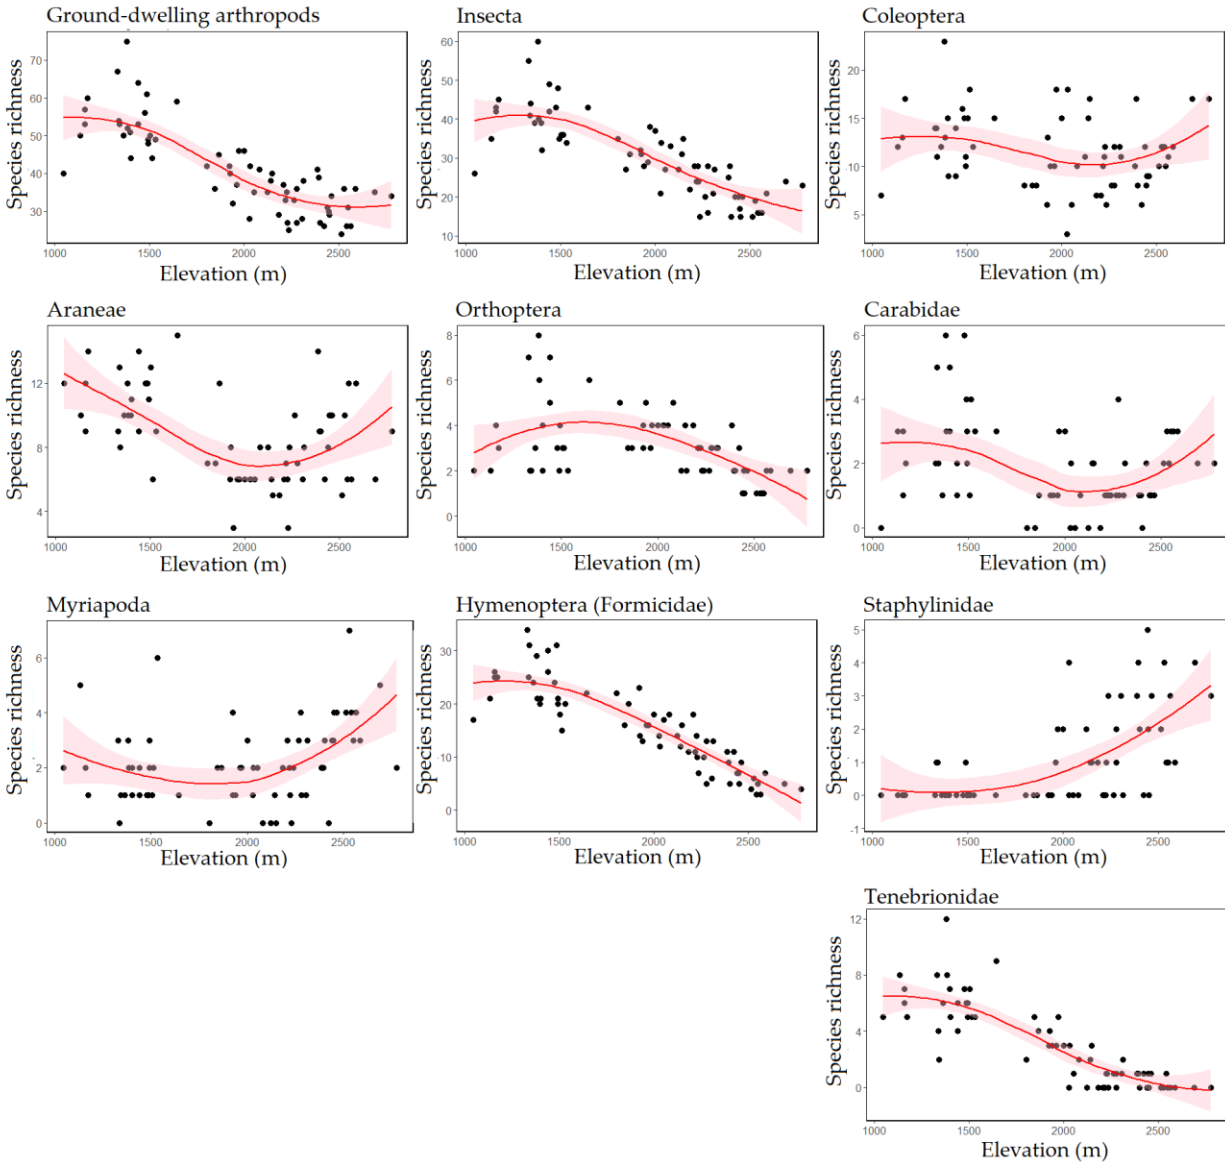 Ground-dwelling arthropods
Species richness
70
60
50
40
30
1000 1500 2000 2500
Elevation (m)
Insecta
Species richness
60
50
40
30
20
10
1000 1500 2000 2500
Elevation (m)
Coleoptera
Species richness
20
15
10
5
1000 1500 2000 2500
Elevation (m)
Araneae
Species richness
12
8
4
1000 1500 2000 2500
Elevation (m)
Orthoptera
Species richness
8
6
4
2
0
1000 1500 2000 2500
Elevation (m)
Carabidae
Species richness
6
4
2
0
1000 1500 2000 2500
Elevation (m)
Myriapoda
Species richness
6
4
2
0
1000 1500 2000 2500
Elevation (m)
Hymenoptera (Formicidae)
Species richness
30
20
10
0
1000 1500 2000 2500
Elevation (m)
Staphylinidae
Species richness
5
4
3
2
1
0
-1
1000 1500 2000 2500
Elevation (m)
Tenebrionidae
Species richness
12
8
4
0
1000 1500 2000 2500
Elevation (m)